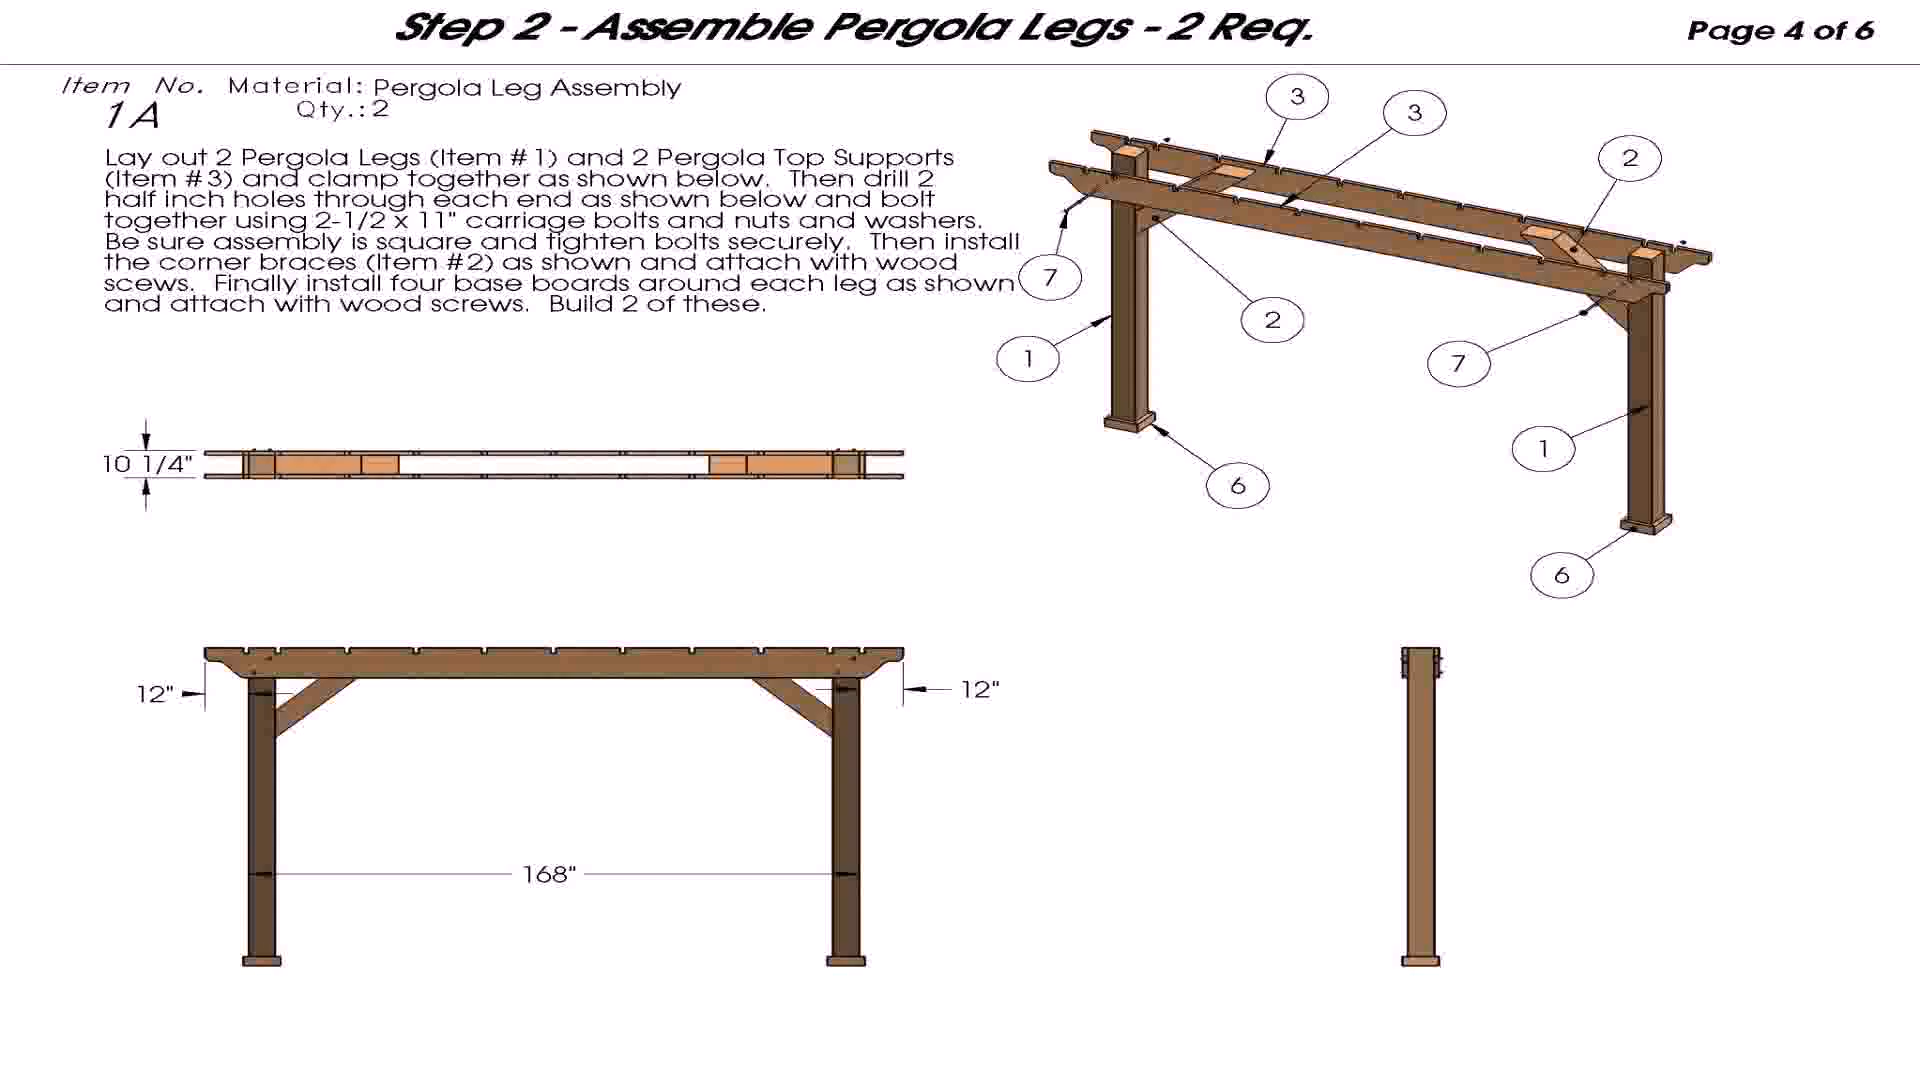 Step 2 - Assemble Pergola Legs - 2 Req.
Page 4 of 6
Item No. Material: Pergola Leg Assembly
1A Qty.:2
Lay out 2 Pergola Legs (Item #1) and 2 Pergola Top Supports
(Item #3) and clamp together as shown below. Then drill 2
half inch holes through each end as shown below and bolt
together using 2-1/2 x 11" carriage bolts and nuts and washers.
Be sure assembly is square and tighten bolts securely. Then install
the corner braces (Item #2) as shown and attach with wood
scews. Finally install four base boards around each leg as shown
and attach with wood screws. Build 2 of these.
3
3
2
7
2
1
7
1
6
6
10 1/4"
12"
12"
168"